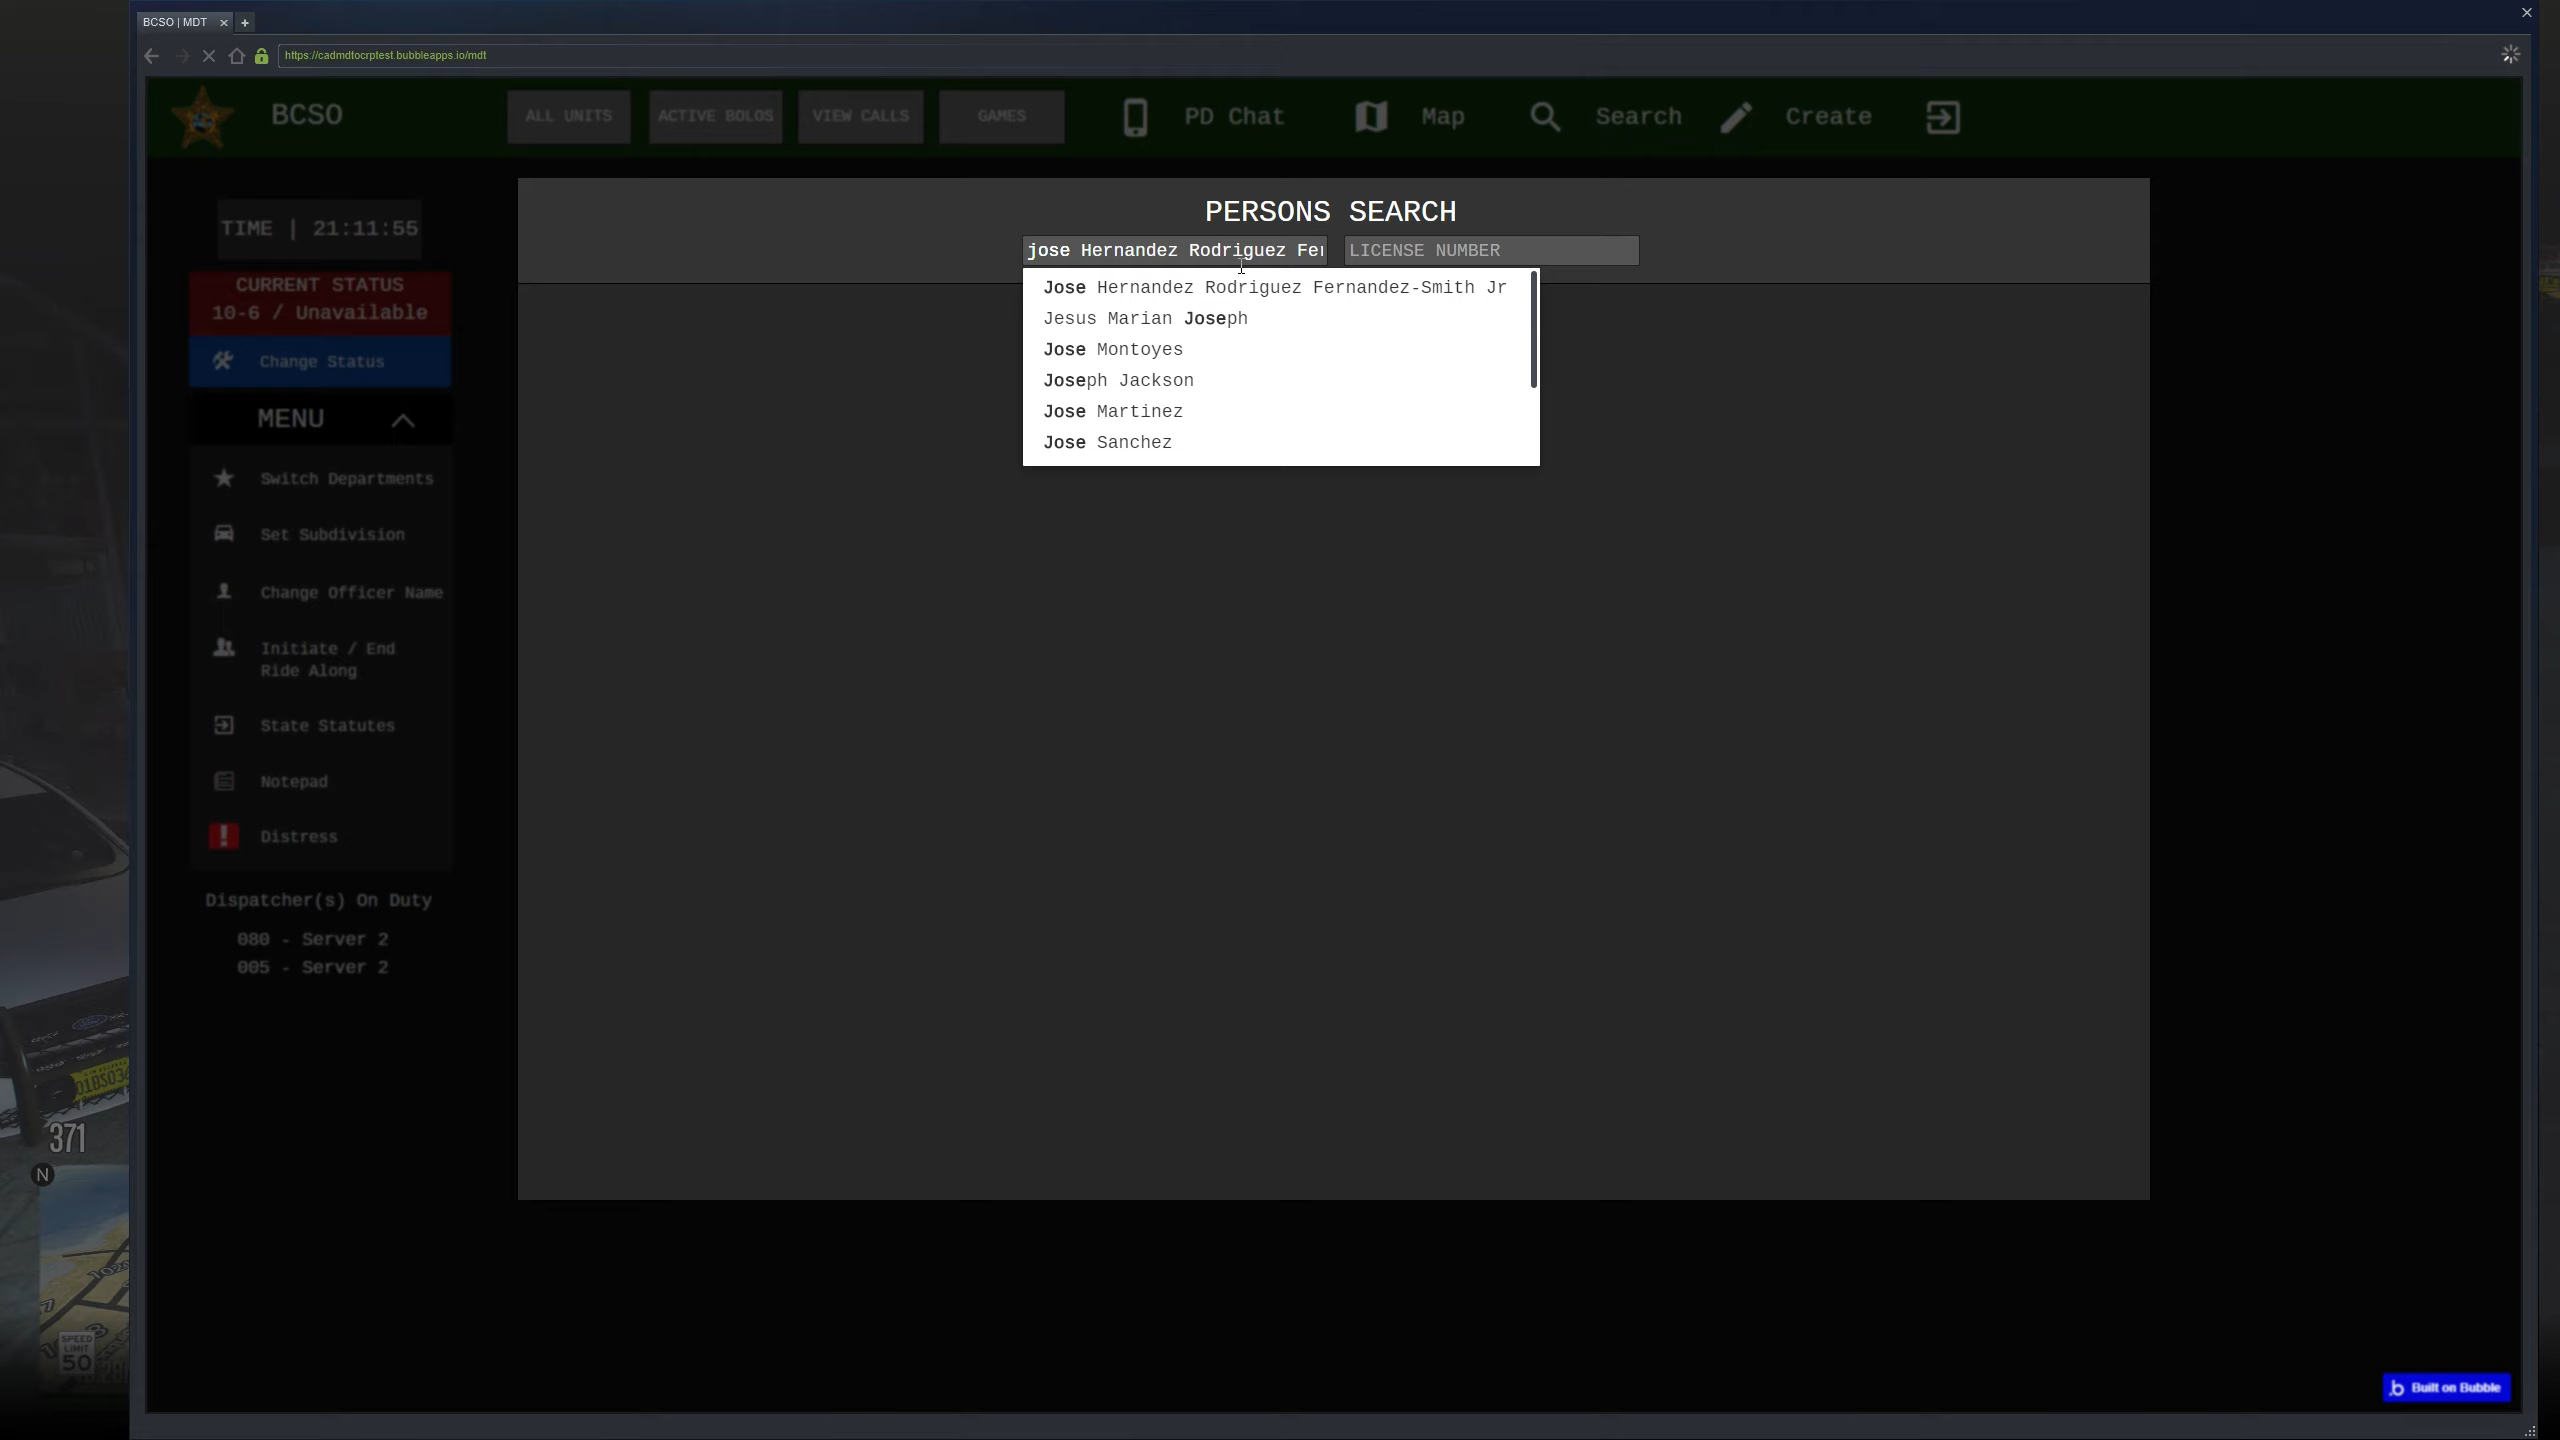 BCSO | MDT
https://cadmdtocrptest.bubbleapps.io/mdt
BCSO
ALL UNITS
ACTIVE BOLOS
VIEW CALLS
GAMES
PD Chat
Map
Search
Create
TIME | 21:11:55
CURRENT STATUS
10-6 / Unavailable
Change Status
MENU
Switch Departments
Set Subdivision
Change Officer Name
Initiate / End
Ride Along
State Statutes
Notepad
Distress
Dispatcher(s) On Duty
080 - Server 2
005 - Server 2
PERSONS SEARCH
jose Hernandez Rodriguez Fer
LICENSE NUMBER
Jose Hernandez Rodriguez Fernandez-Smith Jr
Jesus Marian Joseph
Jose Montoyes
Joseph Jackson
Jose Martinez
Jose Sanchez
371
N
SPEED
LIMIT
50
Built on Bubble